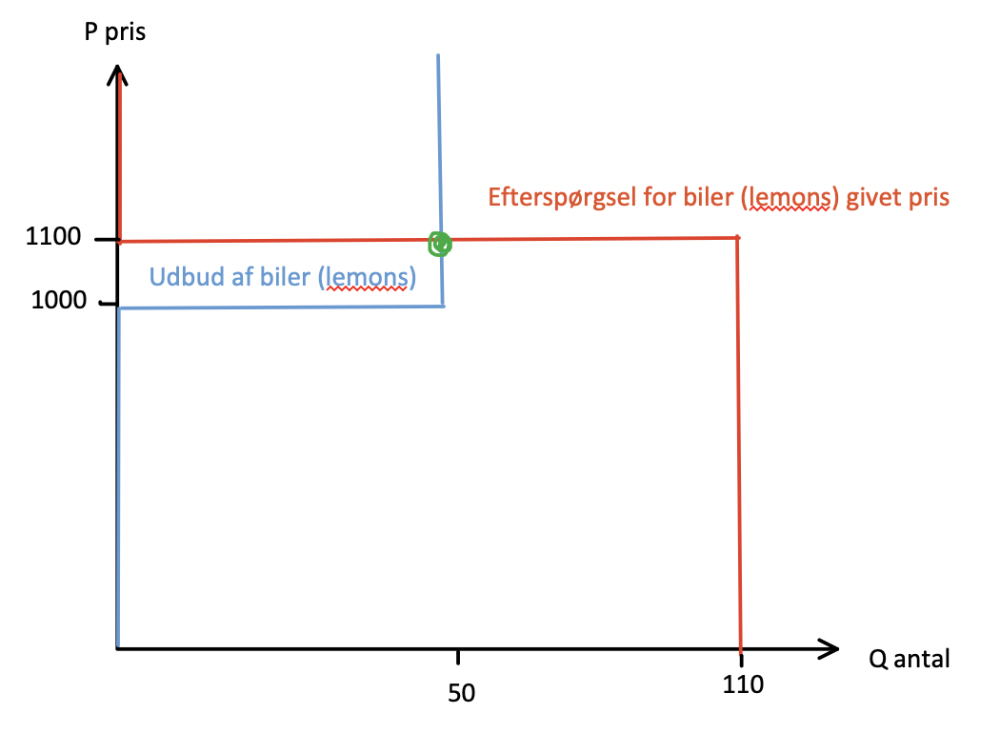 P pris
Efterspørgsel for biler (lemons) givet pris
1100
Udbud af biler (lemons)
1000
Q antal
50
110